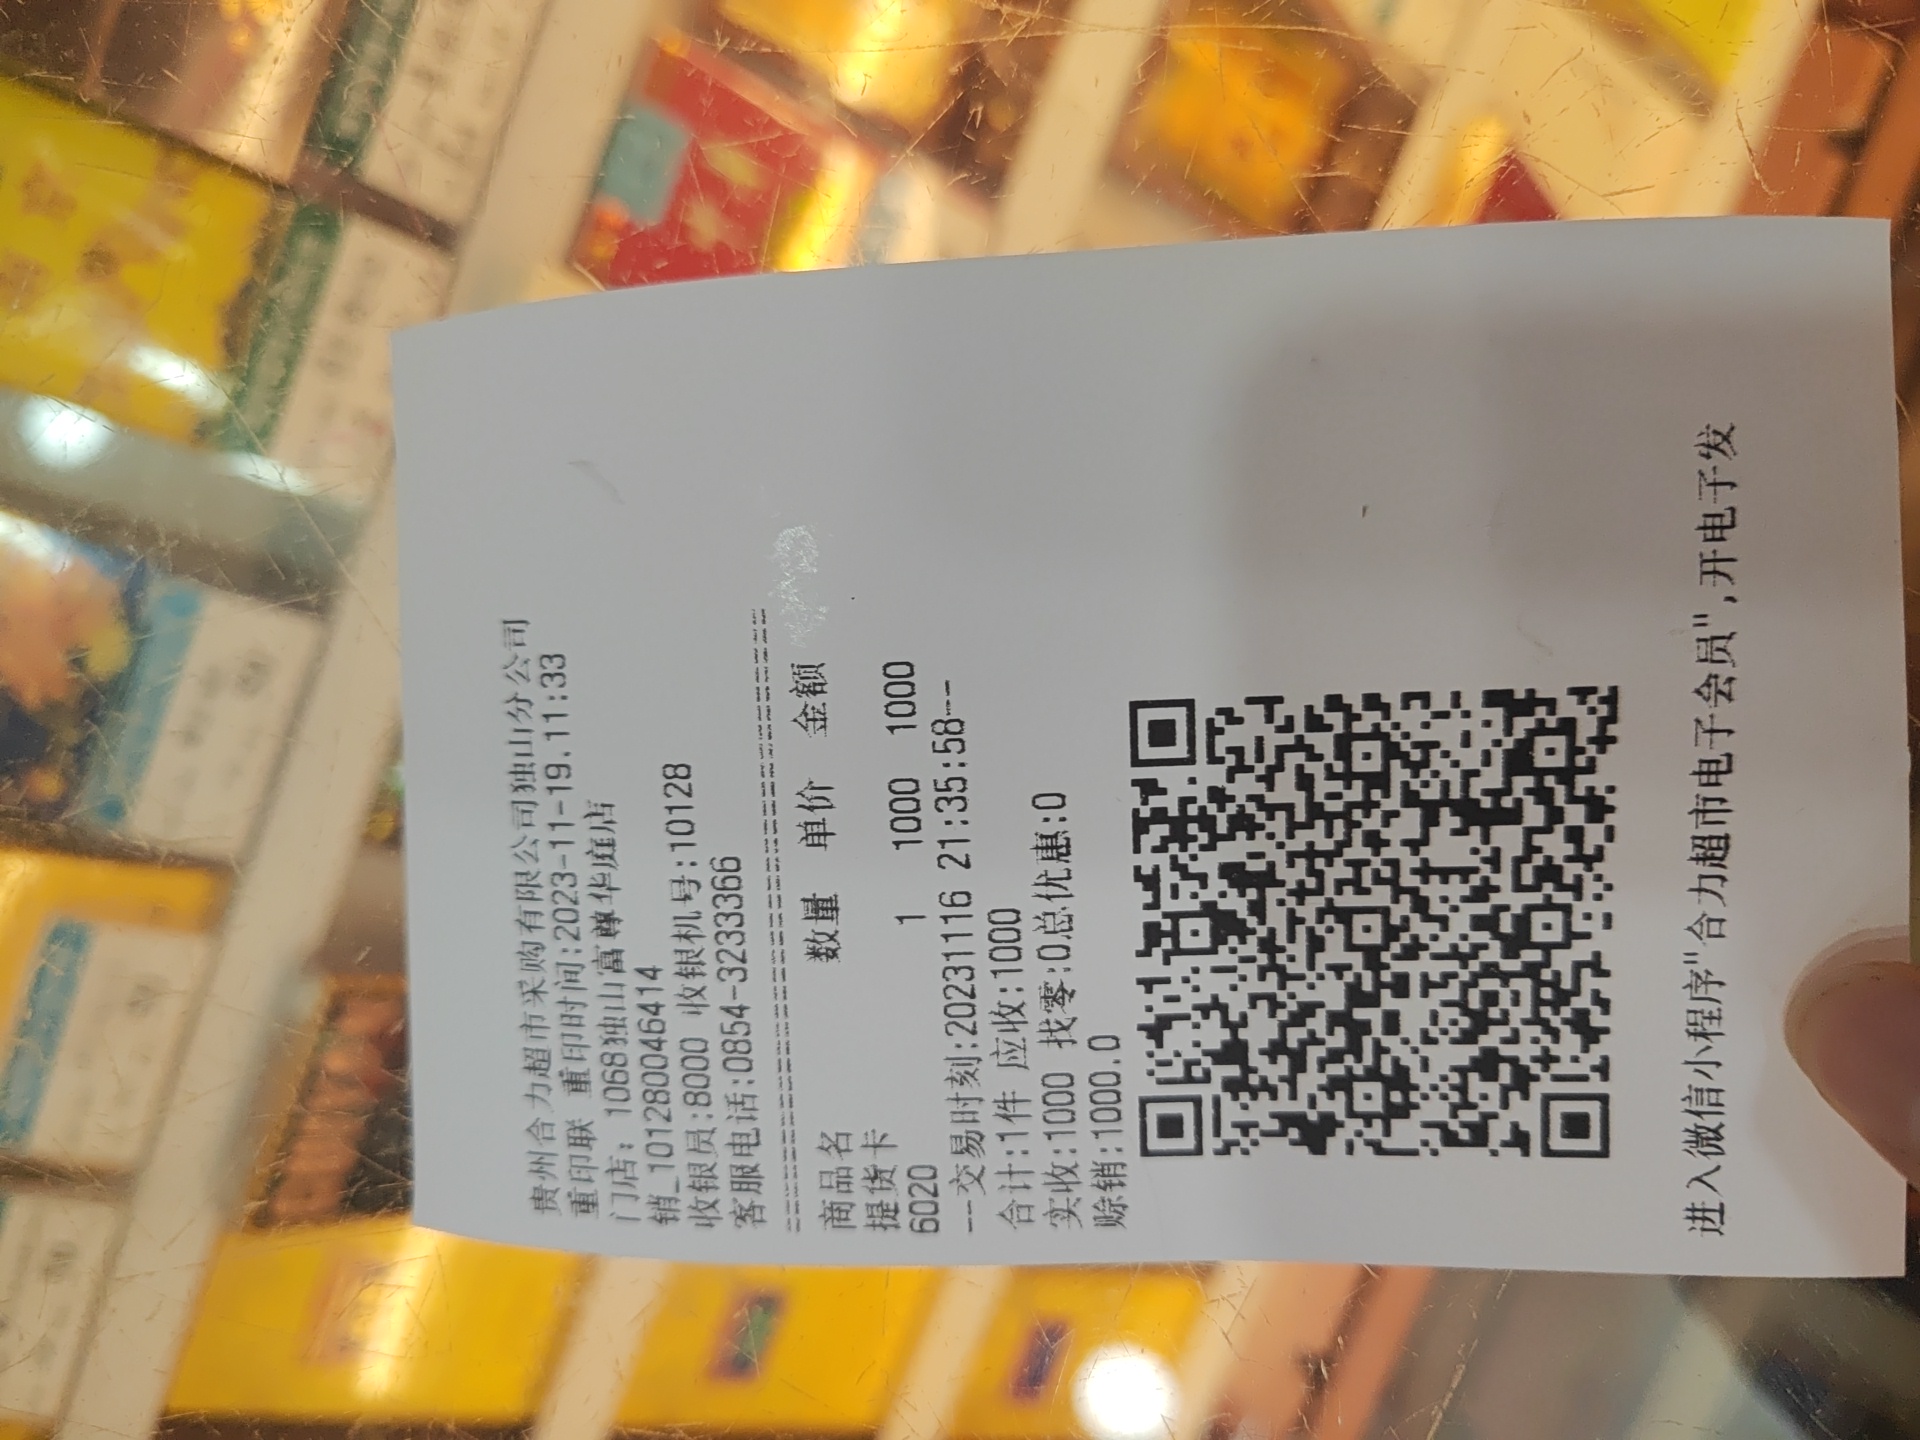 贵州合力超市采购有限公司独山分公司
重印联 重印时间:2023-11-19.11:33
门店: 1068独山富尊华庭店
销_101280046414
收银员:8000 收银机号:10128
客服电话:0854-3233366
商品名 数量 单价 金额
提货卡
6020 1 1000 1000
--交易时刻:20231116 21:35:58--
合计:1件 应收:1000
实收:1000 找零:0总优惠:0
赊销:1000.0
进入微信小程序"合力超市电子会员",开电子发